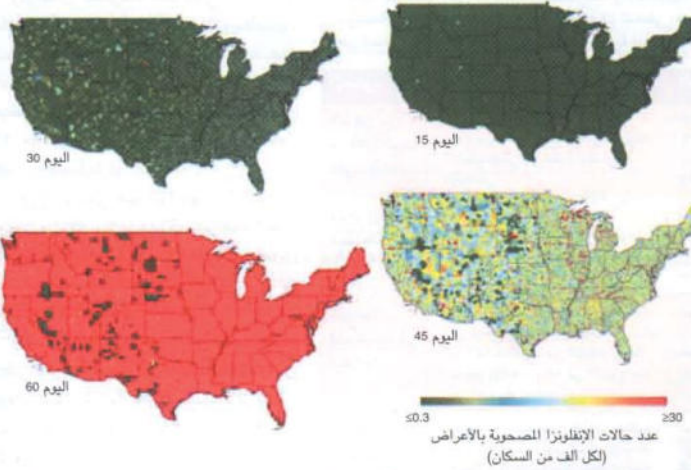 اليوم 15
اليوم 30
اليوم 45
اليوم 60
≤0.3
≥30
عدد حالات الإنفلونزا المصحوبة بالأعراض
(لكل ألف من السكان)